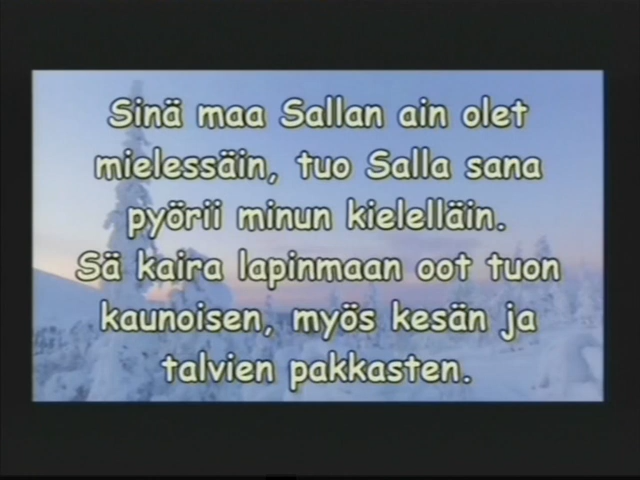 Sinä maa Sallan ain olet
mielessäin, tuo Salla sana
pyörii minun kielelläin.
Sä kaira lapinmaan oot tuon
kaunoisen, myös kesän ja
talvien pakkasten.